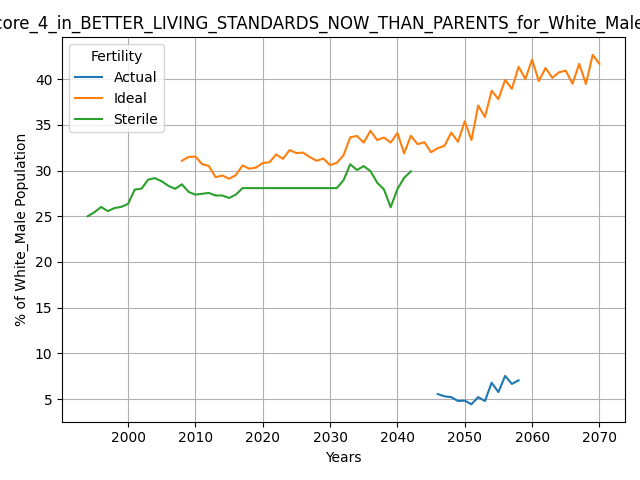 core_4_in_BETTER_LIVING_STANDARDS_NOW_THAN_PARENTS_for_White_Male
Fertility
Actual
Ideal
Sterile
40
35
30
25
20
15
10
5
% of White_Male Population
2000 2010 2020 2030 2040 2050 2060 2070
Years